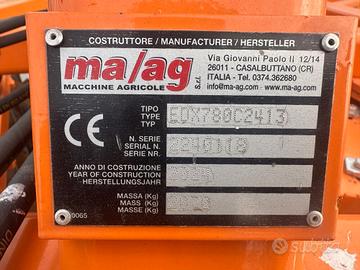 COSTRUTTORE / MANUFACTURER / HERSTELLER
ma/ag S.r.l.
MACCHINE AGRICOLE
Via Giovanni Paolo II 12/14
26011 - CASALBUTTANO (CR)
ITALIA - Tel. 0374.362680
info@ma-ag.com - www.ma-ag.com
CE
TIPO
TYPE
TYP
EDX780C2413
N. SERIE
SERIAL N.
SERIE NR.
ANNO DI COSTRUZIONE
YEAR OF CONSTRUCTION
HERSTELLUNGSJAHR
MASSA (Kg)
MASS (Kg)
MASSE (Kg)
subito